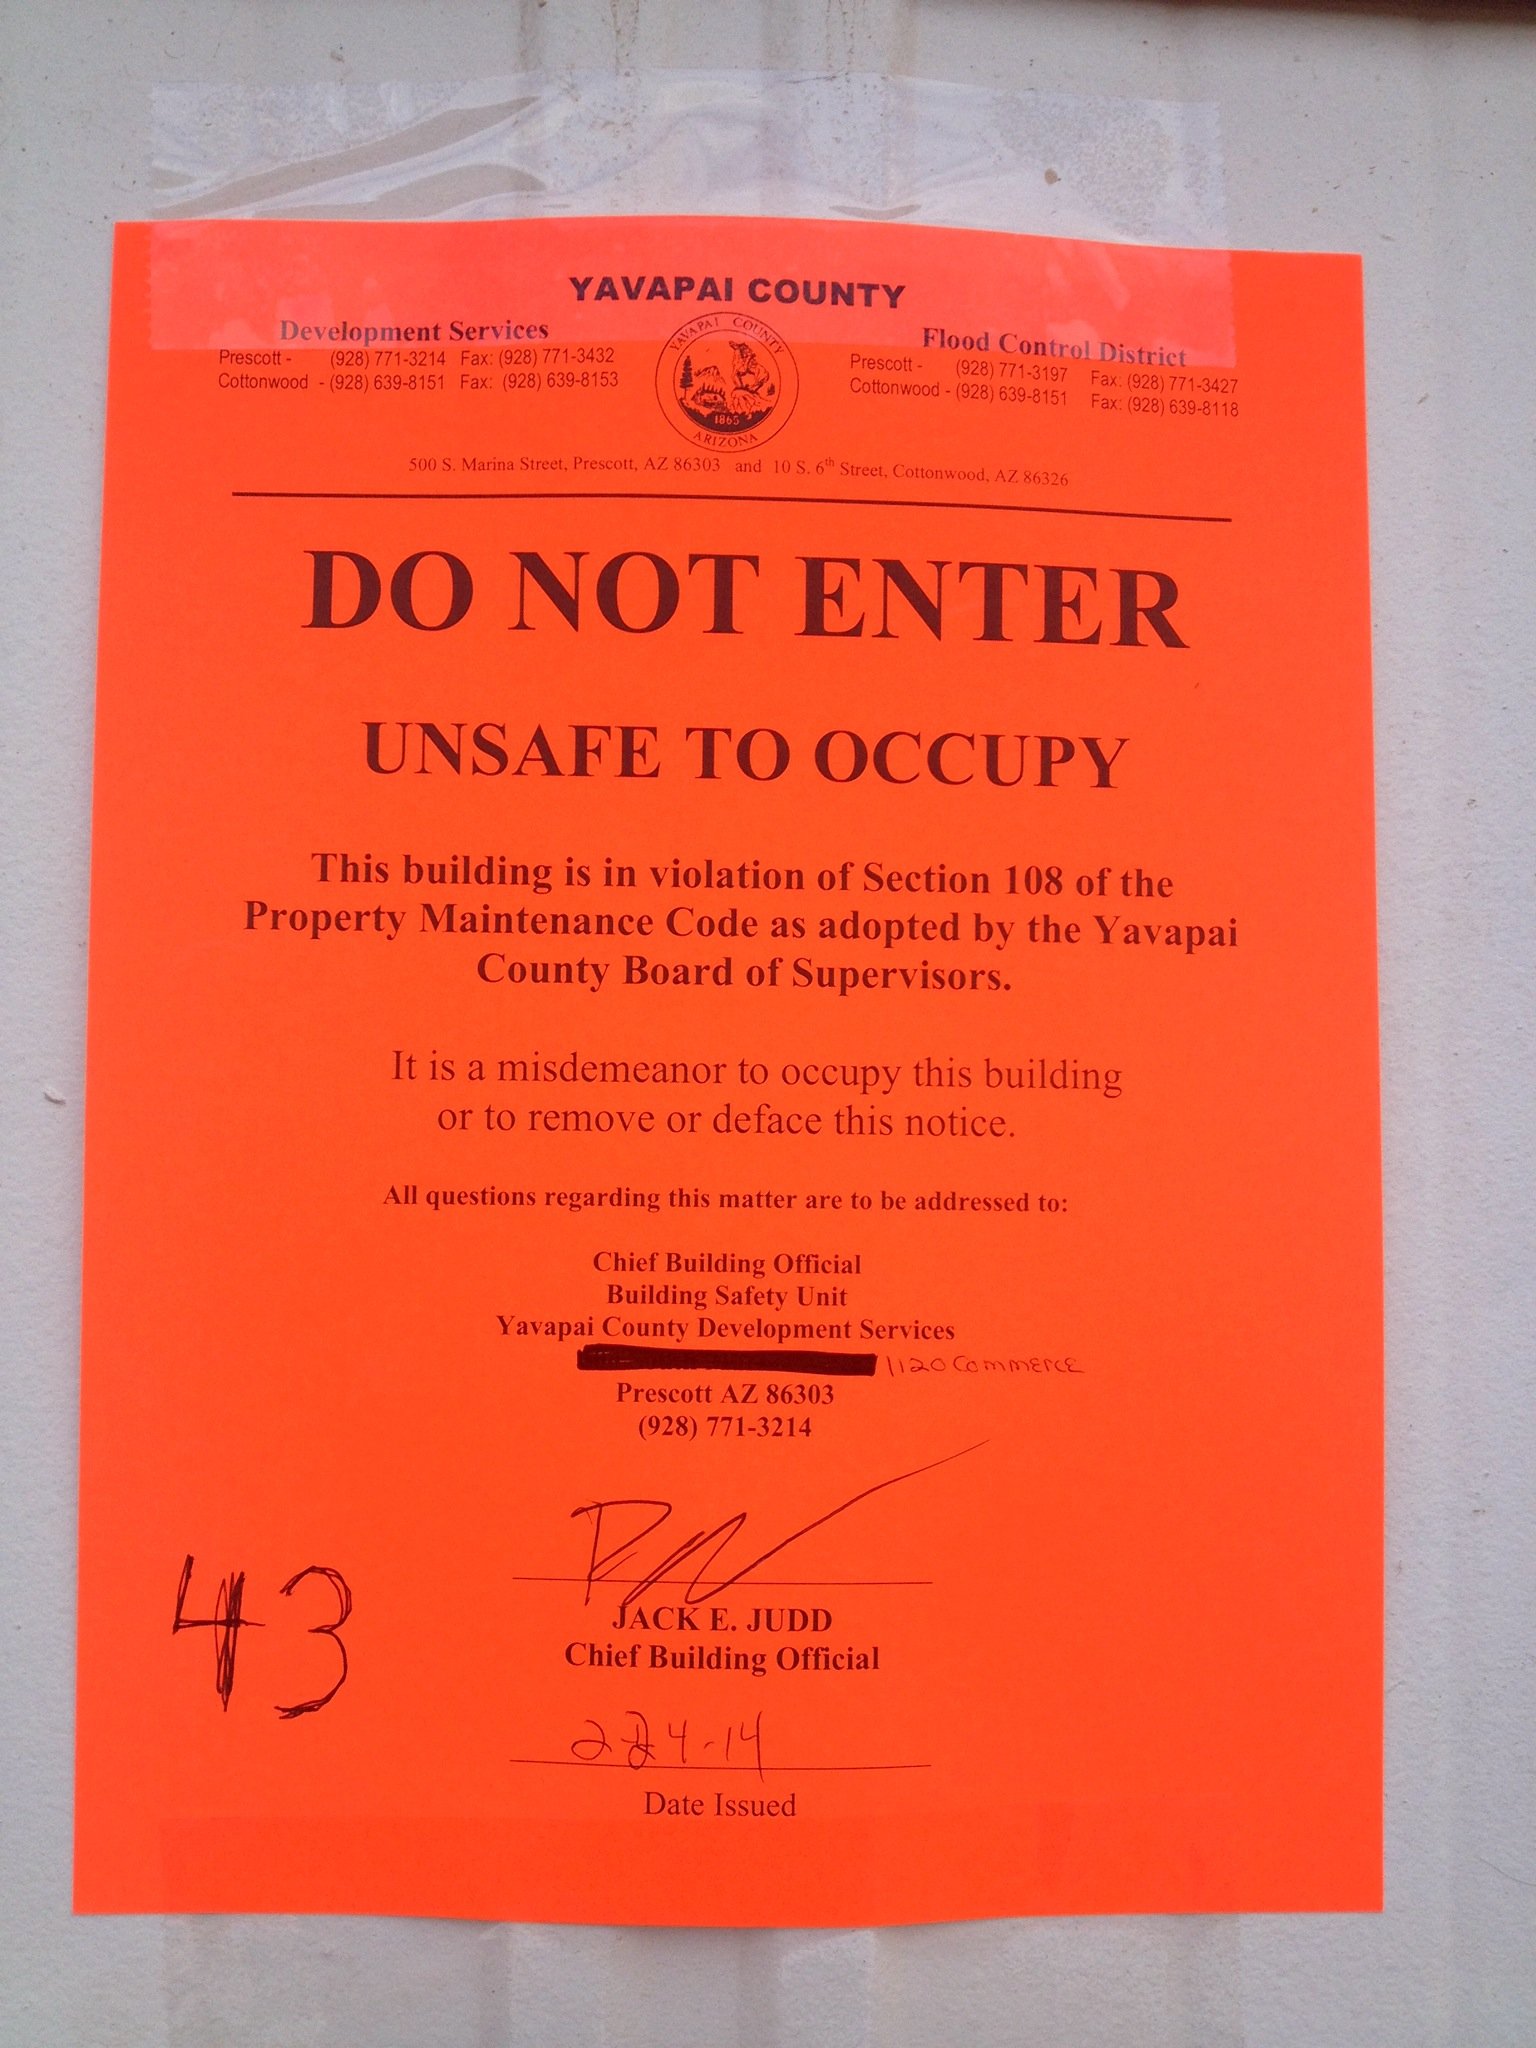 YAVAPAI COUNTY
Development Services
Prescott - (928) 771-3214 Fax: (928) 771-3432
Cottonwood - (928) 639-8151 Fax: (928) 639-8153
YAVAPAI COUNTY
1865
ARIZONA
Flood Control District
Prescott - (928) 771-3197 Fax: (928) 771-3427
Cottonwood - (928) 639-8151 Fax: (928) 639-8118
500 S. Marina Street, Prescott, AZ 86303 and 10 S. 6th Street, Cottonwood, AZ 86326
DO NOT ENTER
UNSAFE TO OCCUPY
This building is in violation of Section 108 of the
Property Maintenance Code as adopted by the Yavapai
County Board of Supervisors.
It is a misdemeanor to occupy this building
or to remove or deface this notice.
All questions regarding this matter are to be addressed to:
Chief Building Official
Building Safety Unit
Yavapai County Development Services
1120 Commerce
Prescott AZ 86303
(928) 771-3214
JACK E. JUDD
Chief Building Official
43
2-24-14
Date Issued